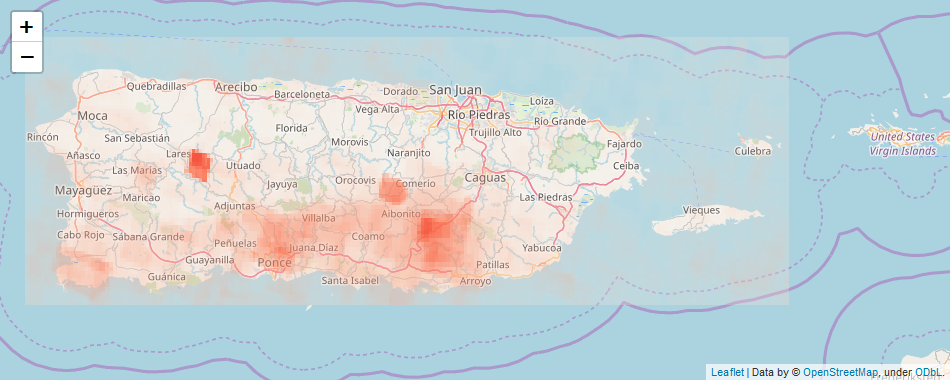 +
−
Quebradillas
Arecibo
Barceloneta
Dorado
San Juan
Loíza
Moca
Vega Alta
Río Piedras
Río Grande
Rincón
San Sebastián
Florida
Trujillo Alto
Fajardo
United States
Virgin Islands
Añasco
Lares
Morovis
Naranjito
Ceiba
Culebra
Las Marías
Utuado
Mayagüez
Maricao
Jayuya
Orocovis
Comerío
Caguas
Las Piedras
Hormigueros
Adjuntas
Villalba
Aibonito
Vieques
Cabo Rojo
Sábana Grande
Peñuelas
Juana Díaz
Coamo
Yabucoa
Guayanilla
Ponce
Patillas
Guánica
Santa Isabel
Arroyo
Leaflet | Data by © OpenStreetMap, under ODbL.